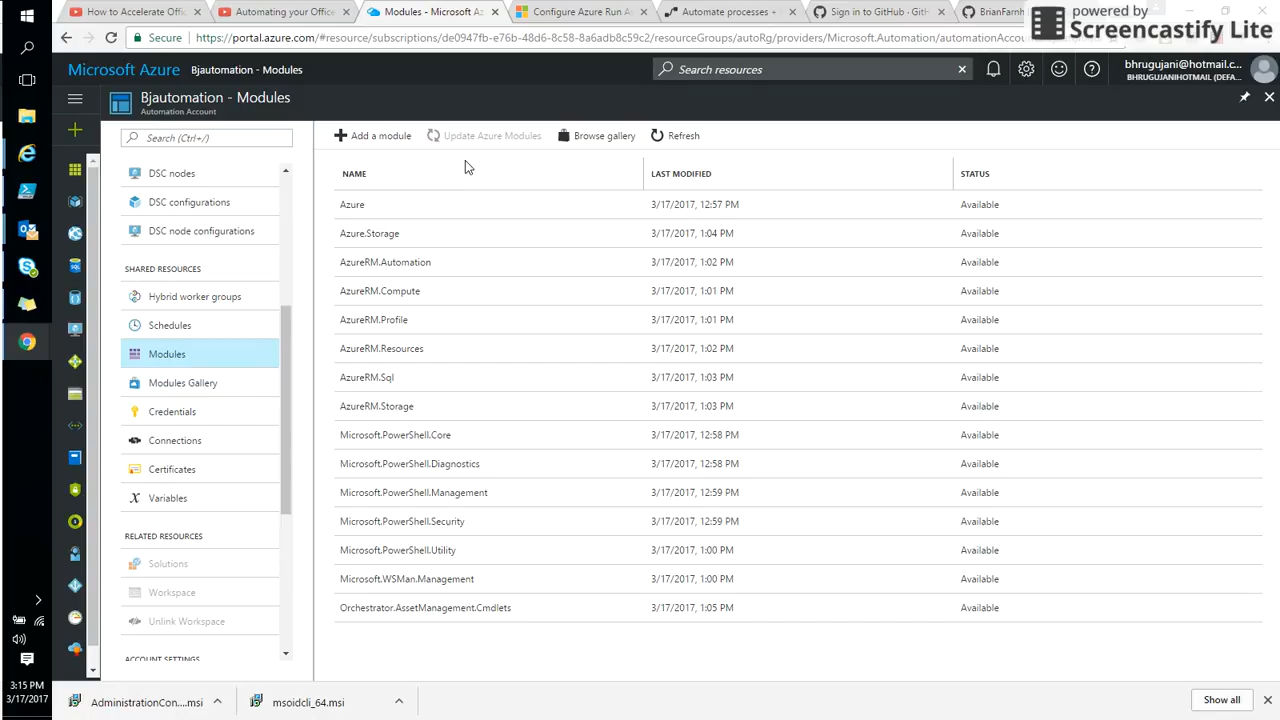 How to Accelerate Offi
Automating your Office
Modules - Microsoft Az
Configure Azure Run A
Automate processes -
Sign in to GitHub · GitH
BrianFarnh
powered by
Screencastify Lite
Secure
https://portal.azure.com/#resource/subscriptions/de0947fb-e76b-48d6-8c58-8a6adb8c59c2/resourceGroups/autoRg/providers/Microsoft.Automation/automationAccou
Microsoft Azure
Bjautomation - Modules
Search resources
bhrugujani@hotmail.c...
BHRUGUJANIHOTMAIL (DEFA...
Bjautomation - Modules
Automation Account
Search (Ctrl+/)
Add a module
Update Azure Modules
Browse gallery
Refresh
DSC nodes
DSC configurations
DSC node configurations
SHARED RESOURCES
Hybrid worker groups
Schedules
Modules
Modules Gallery
Credentials
Connections
Certificates
Variables
RELATED RESOURCES
Solutions
Workspace
Unlink Workspace
ACCOUNT SETTINGS
NAME LAST MODIFIED STATUS
Azure 3/17/2017, 12:57 PM Available
Azure.Storage 3/17/2017, 1:04 PM Available
AzureRM.Automation 3/17/2017, 1:02 PM Available
AzureRM.Compute 3/17/2017, 1:01 PM Available
AzureRM.Profile 3/17/2017, 1:01 PM Available
AzureRM.Resources 3/17/2017, 1:02 PM Available
AzureRM.Sql 3/17/2017, 1:03 PM Available
AzureRM.Storage 3/17/2017, 1:03 PM Available
Microsoft.PowerShell.Core 3/17/2017, 12:58 PM Available
Microsoft.PowerShell.Diagnostics 3/17/2017, 12:58 PM Available
Microsoft.PowerShell.Management 3/17/2017, 12:59 PM Available
Microsoft.PowerShell.Security 3/17/2017, 12:59 PM Available
Microsoft.PowerShell.Utility 3/17/2017, 1:00 PM Available
Microsoft.WSMan.Management 3/17/2017, 1:00 PM Available
Orchestrator.AssetManagement.Cmdlets 3/17/2017, 1:05 PM Available
3:15 PM
3/17/2017
AdministrationCon....msi
msoidcli_64.msi
Show all